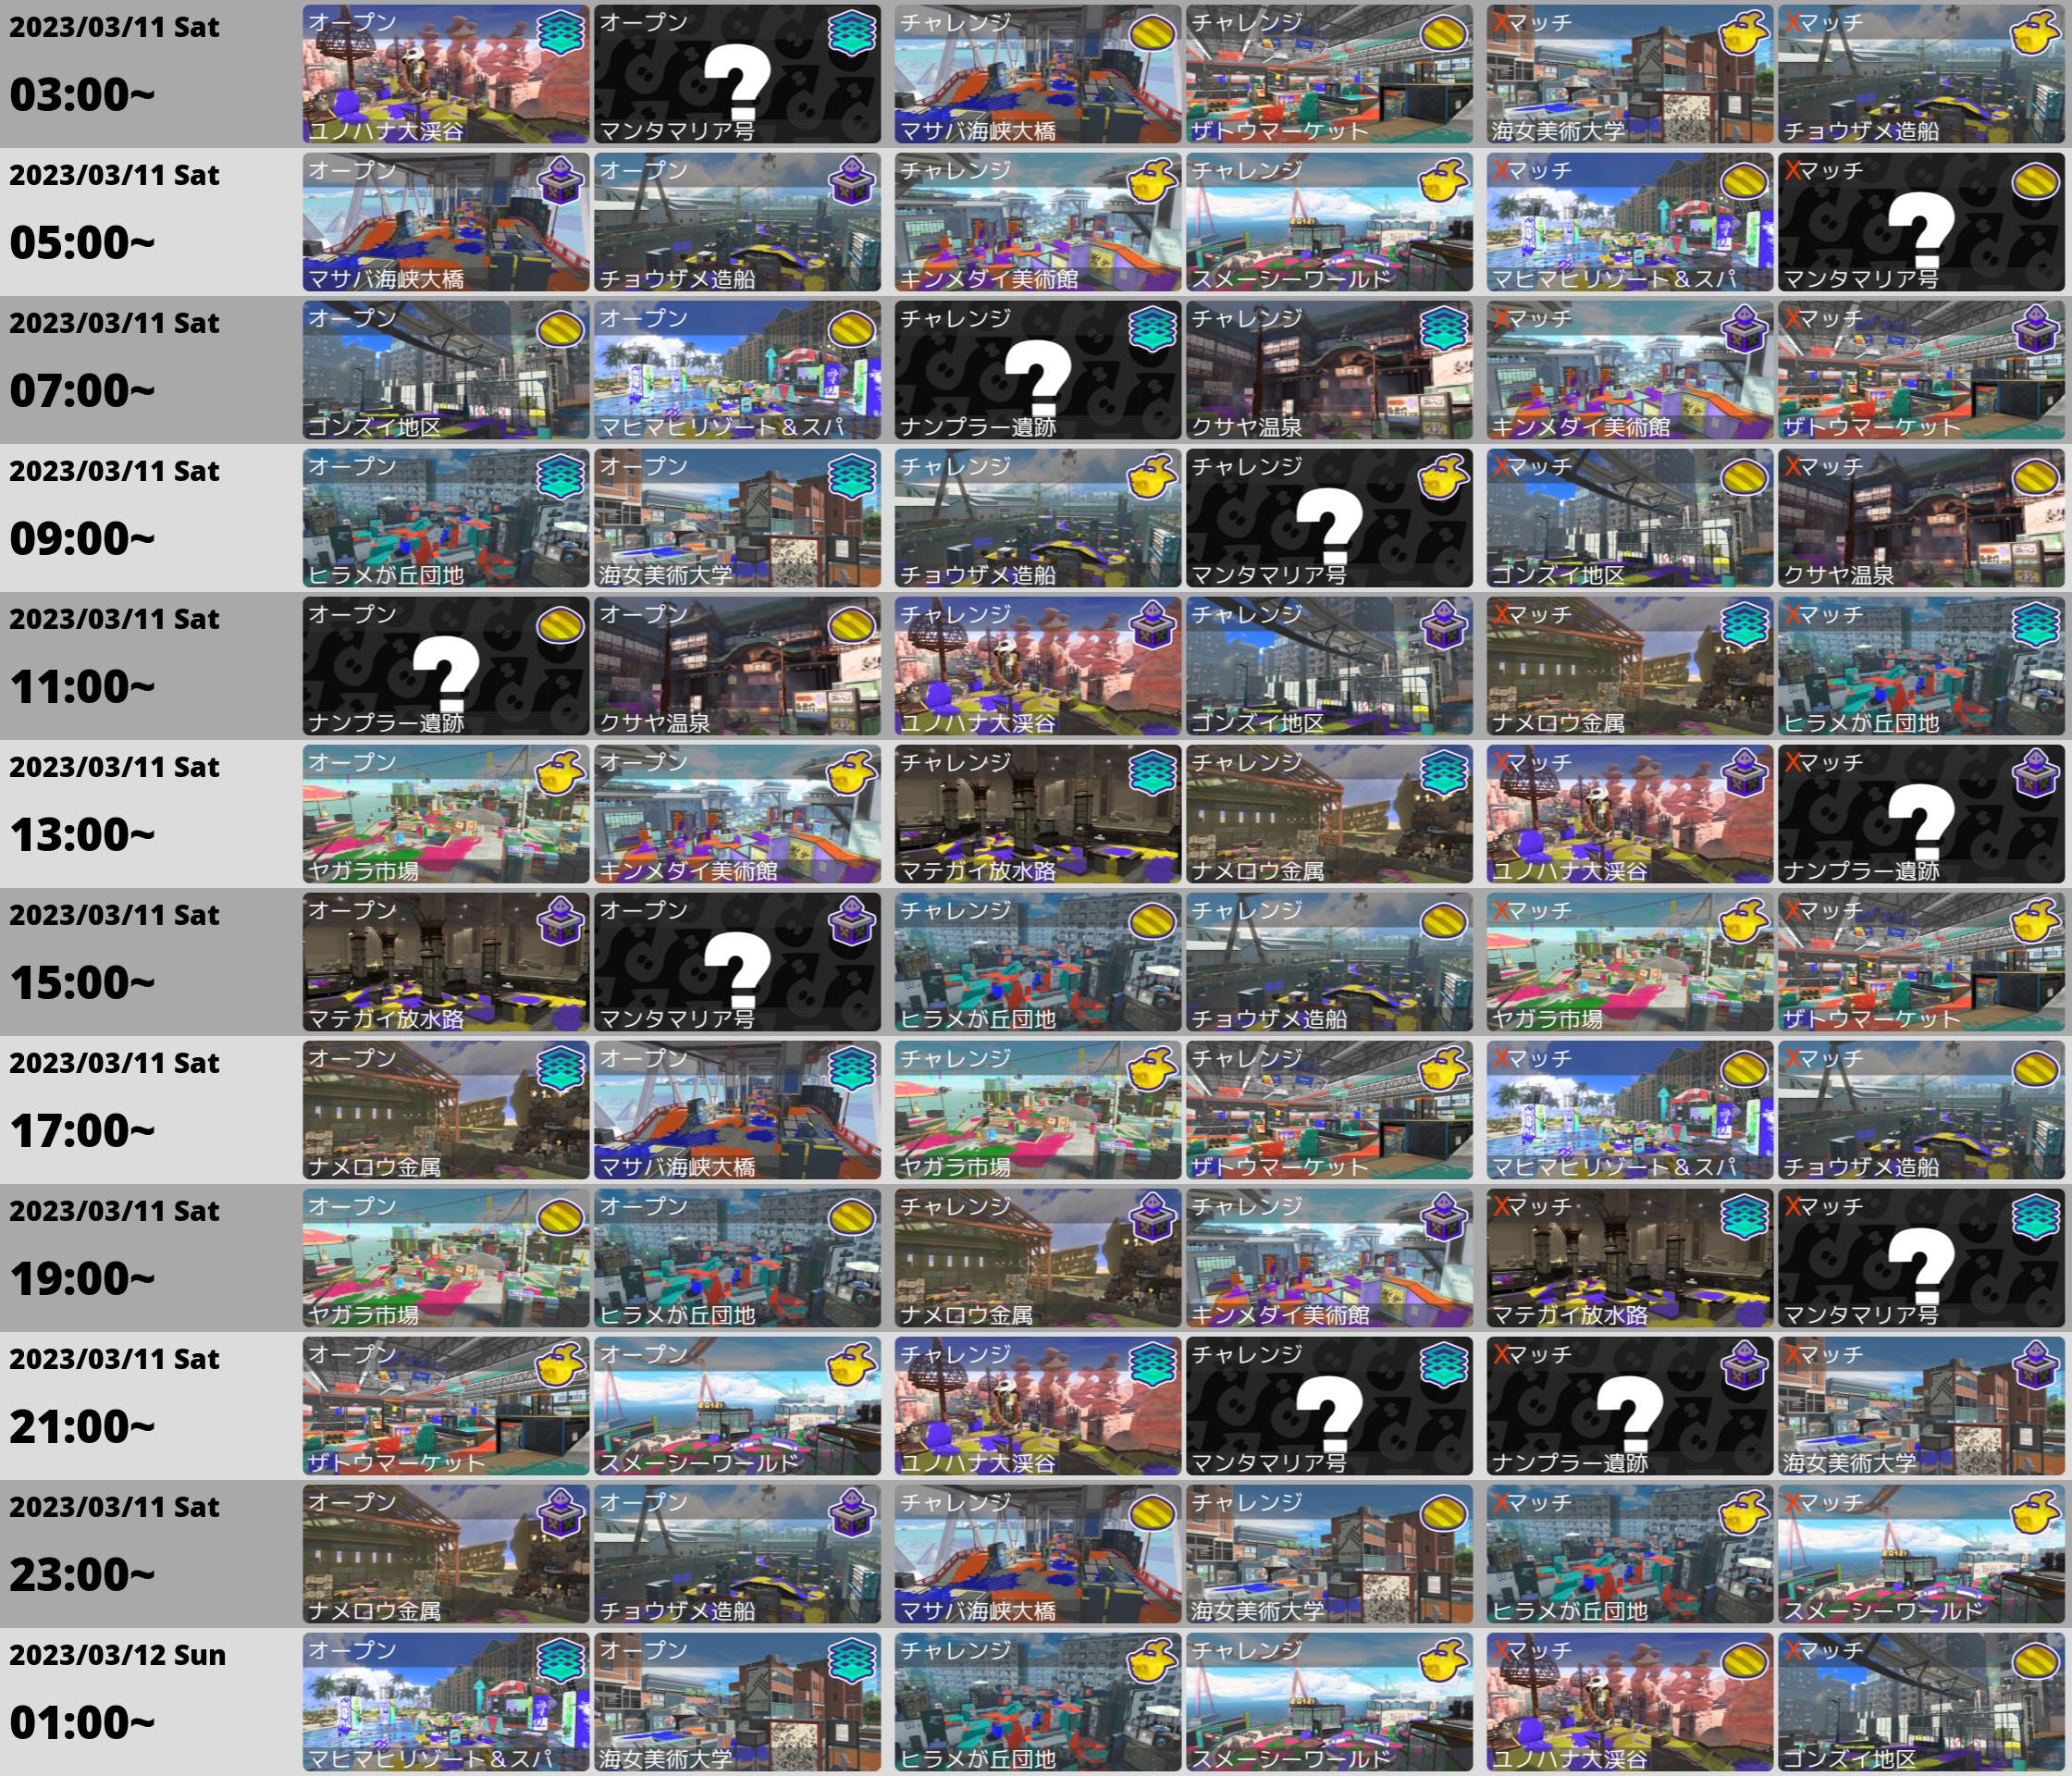 2023/03/11 Sat
03:00~
オープン
ユノハナ大渓谷
オープン
マンタマリア号
チャレンジ
マサバ海峡大橋
チャレンジ
ザトウマーケット
Xマッチ
海女美術大学
Xマッチ
チョウザメ造船
2023/03/11 Sat
05:00~
オープン
マサバ海峡大橋
オープン
チョウザメ造船
チャレンジ
キンメダイ美術館
チャレンジ
スメーシーワールド
Xマッチ
マヒマヒリゾート＆スパ
Xマッチ
マンタマリア号
2023/03/11 Sat
07:00~
オープン
ゴンズイ地区
オープン
マヒマヒリゾート＆スパ
チャレンジ
ナンプラー遺跡
チャレンジ
クサヤ温泉
Xマッチ
キンメダイ美術館
Xマッチ
ザトウマーケット
2023/03/11 Sat
09:00~
オープン
ヒラメが丘団地
オープン
海女美術大学
チャレンジ
チョウザメ造船
チャレンジ
マンタマリア号
Xマッチ
ゴンズイ地区
Xマッチ
クサヤ温泉
2023/03/11 Sat
11:00~
オープン
ナンプラー遺跡
オープン
クサヤ温泉
チャレンジ
ユノハナ大渓谷
チャレンジ
ゴンズイ地区
Xマッチ
ナメロウ金属
Xマッチ
ヒラメが丘団地
2023/03/11 Sat
13:00~
オープン
ヤガラ市場
オープン
キンメダイ美術館
チャレンジ
マテガイ放水路
チャレンジ
ナメロウ金属
Xマッチ
ユノハナ大渓谷
Xマッチ
ナンプラー遺跡
2023/03/11 Sat
15:00~
オープン
マテガイ放水路
オープン
マンタマリア号
チャレンジ
ヒラメが丘団地
チャレンジ
チョウザメ造船
Xマッチ
ヤガラ市場
Xマッチ
ザトウマーケット
2023/03/11 Sat
17:00~
オープン
ナメロウ金属
オープン
マサバ海峡大橋
チャレンジ
ヤガラ市場
チャレンジ
ザトウマーケット
Xマッチ
マヒマヒリゾート＆スパ
Xマッチ
チョウザメ造船
2023/03/11 Sat
19:00~
オープン
ヤガラ市場
オープン
ヒラメが丘団地
チャレンジ
ナメロウ金属
チャレンジ
キンメダイ美術館
Xマッチ
マテガイ放水路
Xマッチ
マンタマリア号
2023/03/11 Sat
21:00~
オープン
ザトウマーケット
オープン
スメーシーワールド
チャレンジ
ユノハナ大渓谷
チャレンジ
マンタマリア号
Xマッチ
ナンプラー遺跡
Xマッチ
海女美術大学
2023/03/11 Sat
23:00~
オープン
ナメロウ金属
オープン
チョウザメ造船
チャレンジ
マサバ海峡大橋
チャレンジ
海女美術大学
Xマッチ
ヒラメが丘団地
Xマッチ
スメーシーワールド
2023/03/12 Sun
01:00~
オープン
マヒマヒリゾート＆スパ
オープン
海女美術大学
チャレンジ
ヒラメが丘団地
チャレンジ
スメーシーワールド
Xマッチ
ユノハナ大渓谷
Xマッチ
ゴンズイ地区